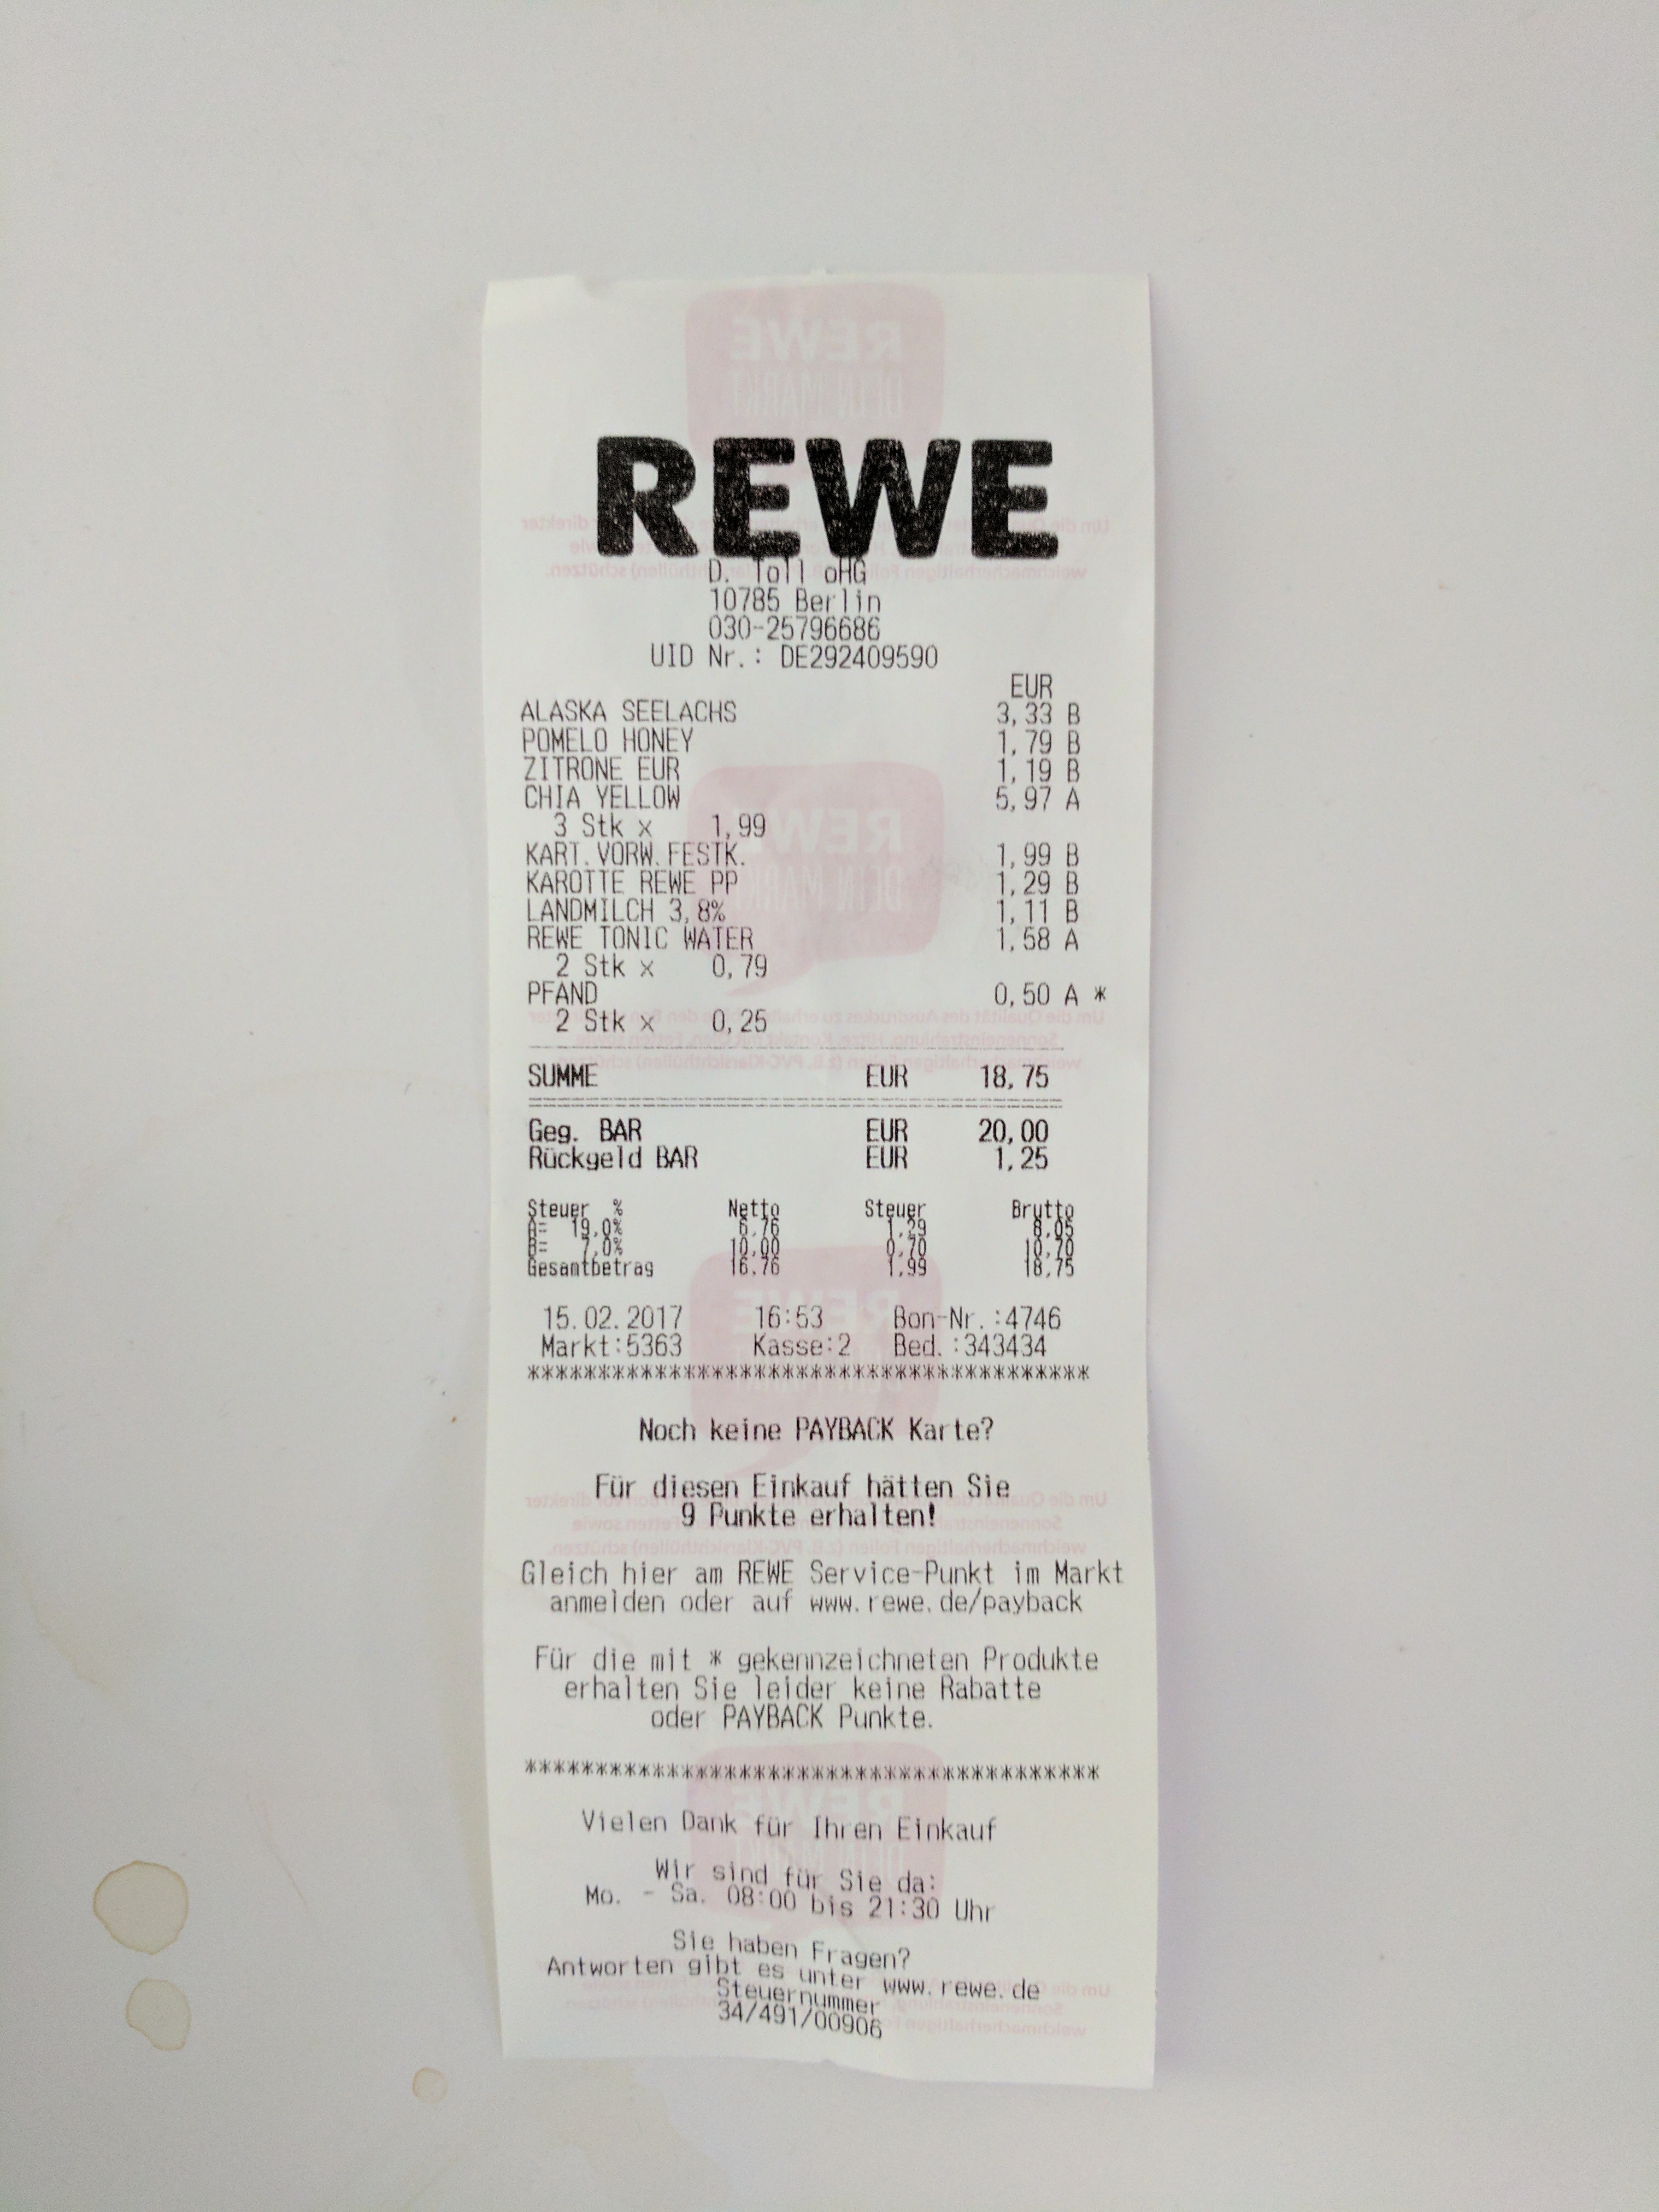 REWE
D. Toll oHG
10785 Berlin
030-25796686
UID Nr.: DE292409590
EUR
ALASKA SEELACHS 3,33 B
POMELO HONEY 1,79 B
ZITRONE EUR 1,19 B
CHIA YELLOW 5,97 A
3 Stk x 1,99
KART.VORW.FESTK. 1,99 B
KAROTTE REWE PP 1,29 B
LANDMILCH 3,8% 1,11 B
REWE TONIC WATER 1,58 A
2 Stk x 0,79
PFAND 0,50 A *
2 Stk x 0,25
SUMME EUR 18,75
Geg. BAR EUR 20,00
Rückgeld BAR EUR 1,25
Steuer % Netto Steuer Brutto
A= 19,0% 6,76 1,29 8,05
B= 7,0% 10,00 0,70 10,70
Gesamtbetrag 16,76 1,99 18,75
15.02.2017 16:53 Bon-Nr.:4746
Markt:5363 Kasse:2 Bed.:343434
****************************************
Noch keine PAYBACK Karte?
Für diesen Einkauf hätten Sie
9 Punkte erhalten!
Gleich hier am REWE Service-Punkt im Markt
anmelden oder auf www.rewe.de/payback
Für die mit * gekennzeichneten Produkte
erhalten Sie leider keine Rabatte
oder PAYBACK Punkte.
****************************************
Vielen Dank für Ihren Einkauf
Wir sind für Sie da:
Mo. - Sa. 08:00 bis 21:30 Uhr
Sie haben Fragen?
Antworten gibt es unter www.rewe.de
Steuernummer
34/491/00906